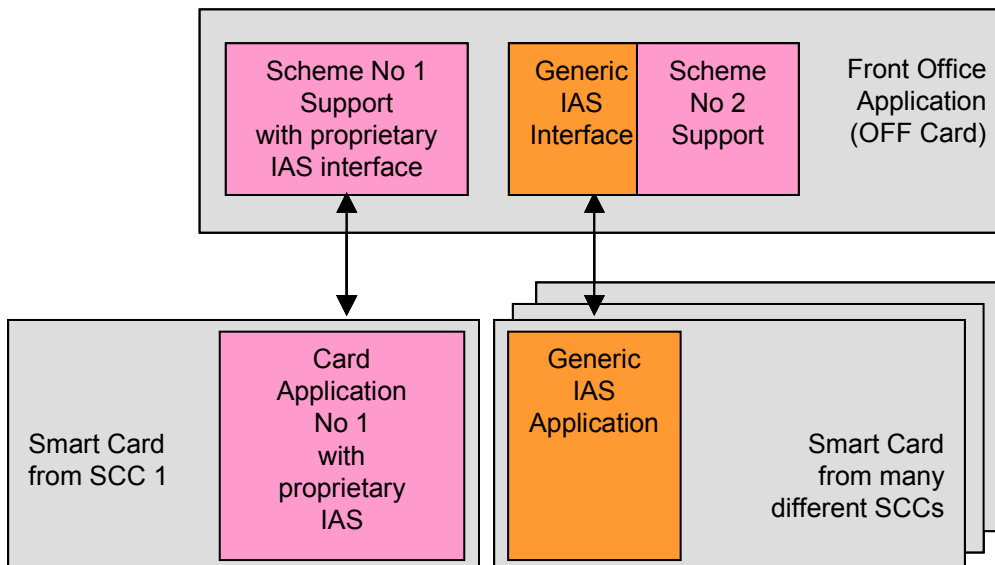 Scheme No 1
Support
with proprietary
IAS interface
Generic
IAS
Interface
Scheme
No 2
Support
Front Office
Application
(OFF Card)
Smart Card
from SCC 1
Card
Application
No 1
with
proprietary
IAS
Generic
IAS
Application
Smart Card
from many
different SCCs